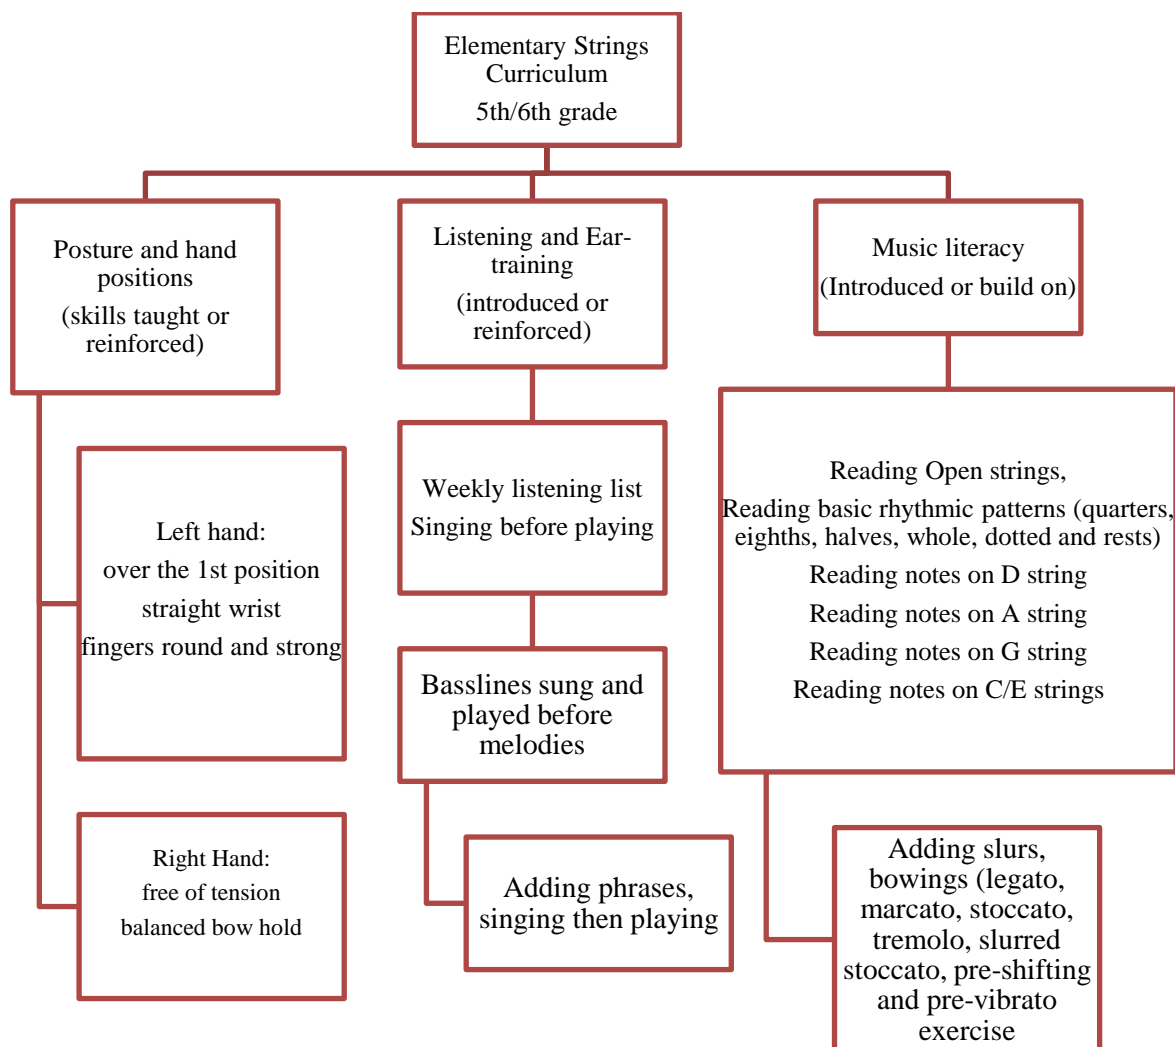 Elementary Strings
Curriculum
5th/6th grade
Posture and hand
positions
(skills taught or
reinforced)
Left hand:
over the 1st position
straight wrist
fingers round and strong
Right Hand:
free of tension
balanced bow hold
Listening and Ear-
training
(introduced or
reinforced)
Weekly listening list
Singing before playing
Basslines sung and
played before
melodies
Adding phrases,
singing then playing
Music literacy
(Introduced or build on)
Reading Open strings,
Reading basic rhythmic patterns (quarters,
eighths, halves, whole, dotted and rests)
Reading notes on D string
Reading notes on A string
Reading notes on G string
Reading notes on C/E strings
Adding slurs,
bowings (legato,
marcato, stoccato,
tremolo, slurred
stoccato, pre-shifting
and pre-vibrato
exercise